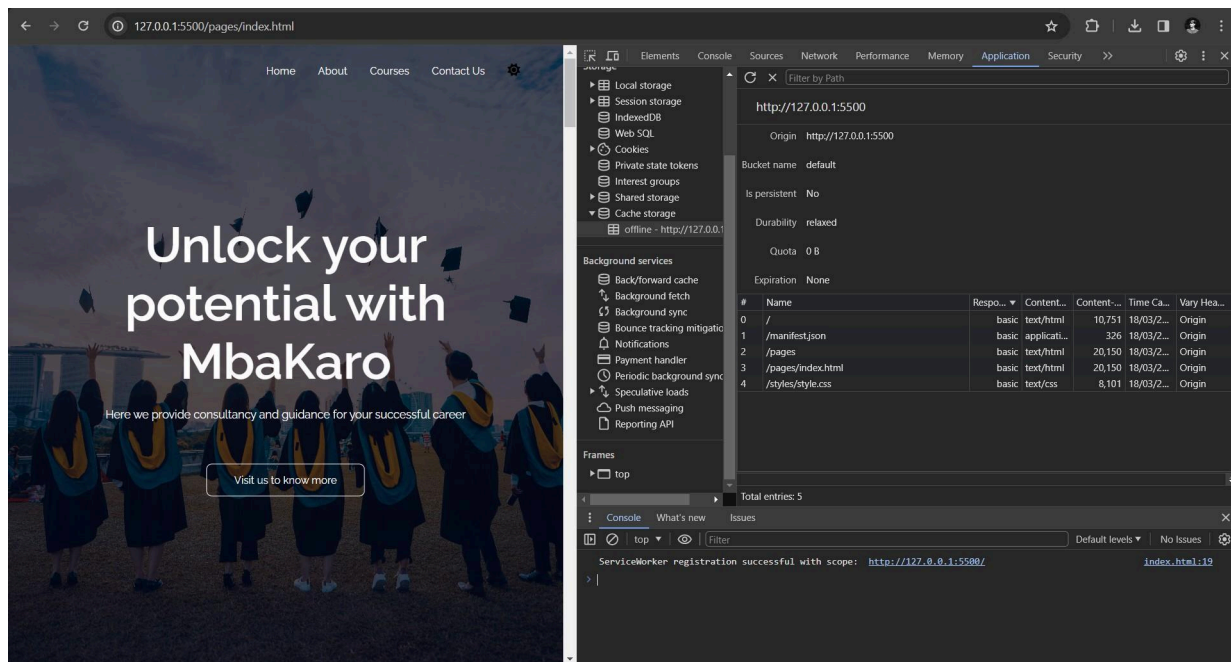 127.0.0.1:5500/pages/index.html
Home About Courses Contact Us
Unlock your
potential with
MbaKaro
Here we provide consultancy and guidance for your successful career
Visit us to know more
Elements Console Sources Network Performance Memory Application Security
Storage
Local storage
Session storage
IndexedDB
Web SQL
Cookies
Private state tokens
Interest groups
Shared storage
Cache storage
offline - http://127.0.0.1
Background services
Back/forward cache
Background fetch
Background sync
Bounce tracking mitigatio
Notifications
Payment handler
Periodic background sync
Speculative loads
Push messaging
Reporting API
Frames
top
Filter by Path
http://127.0.0.1:5500
Origin http://127.0.0.1:5500
Bucket name default
Is persistent No
Durability relaxed
Quota 0 B
Expiration None
# Name Respo... Content... Content-... Time Ca... Vary Hea...
0 / basic text/html 10,751 18/03/2... Origin
1 /manifest.json basic applicati... 326 18/03/2... Origin
2 /pages basic text/html 20,150 18/03/2... Origin
3 /pages/index.html basic text/html 20,150 18/03/2... Origin
4 /styles/style.css basic text/css 8,101 18/03/2... Origin
Total entries: 5
Console What's new Issues
top Filter Default levels No Issues
ServiceWorker registration successful with scope: http://127.0.0.1:5500/ index.html:19